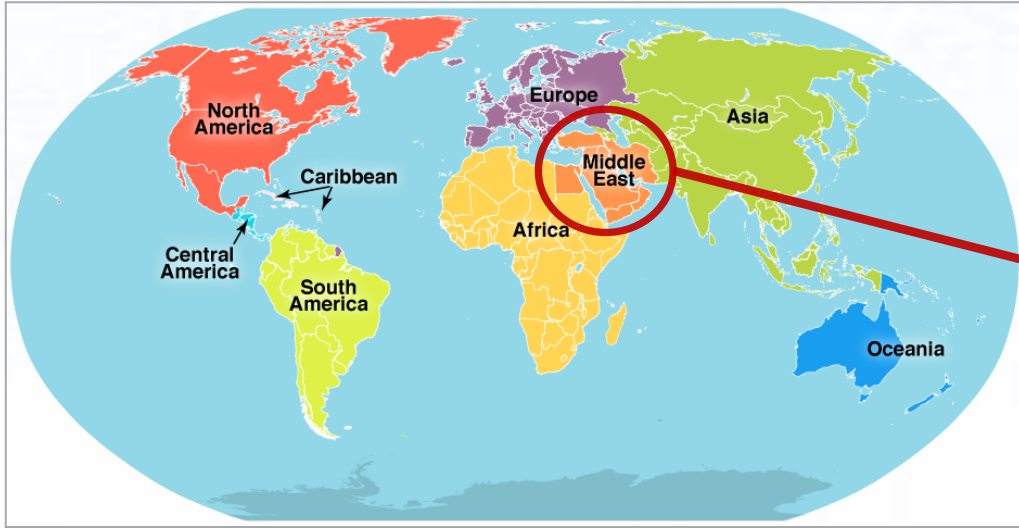 North
America
Caribbean
Central
America
South
America
Europe
Asia
Middle
East
Africa
Oceania